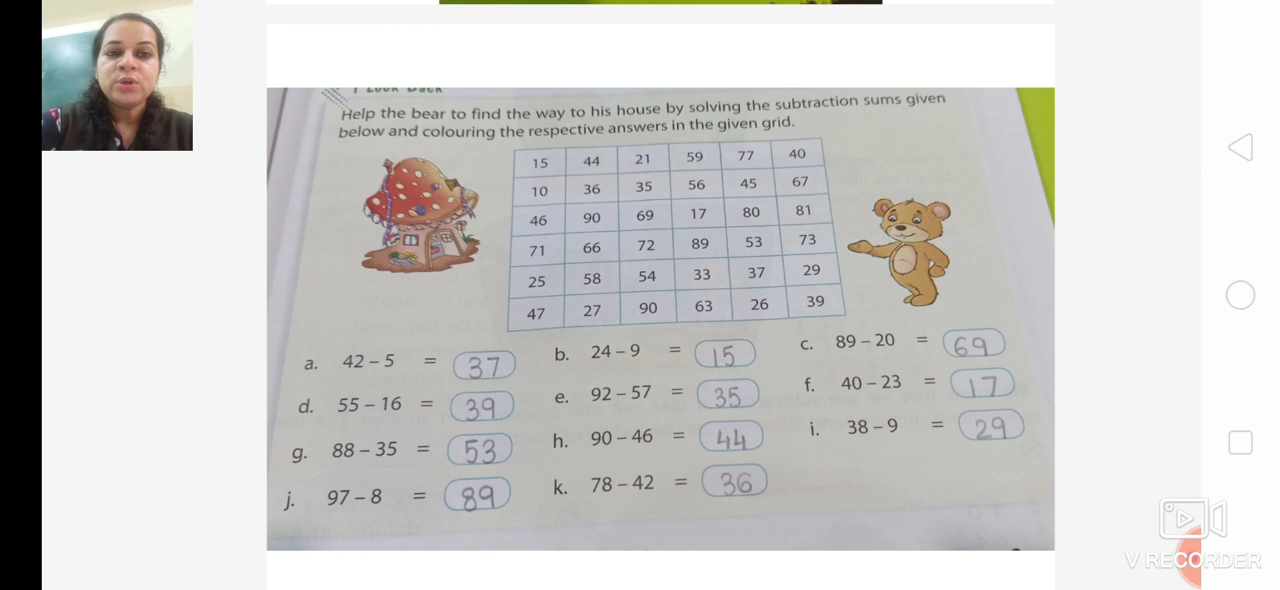 Help the bear to find the way to his house by solving the subtraction sums given
below and colouring the respective answers in the given grid.
15 44 21 59 77 40
10 36 35 56 45 67
46 90 69 17 80 81
71 66 72 89 53 73
25 58 54 33 37 29
47 27 90 63 26 39
a. 42 – 5 = 37 b. 24 – 9 = 15 c. 89 – 20 = 69
d. 55 – 16 = 39 e. 92 – 57 = 35 f. 40 – 23 = 17
g. 88 – 35 = 53 h. 90 – 46 = 44 i. 38 – 9 = 29
j. 97 – 8 = 89 k. 78 – 42 = 36
V RECORDER